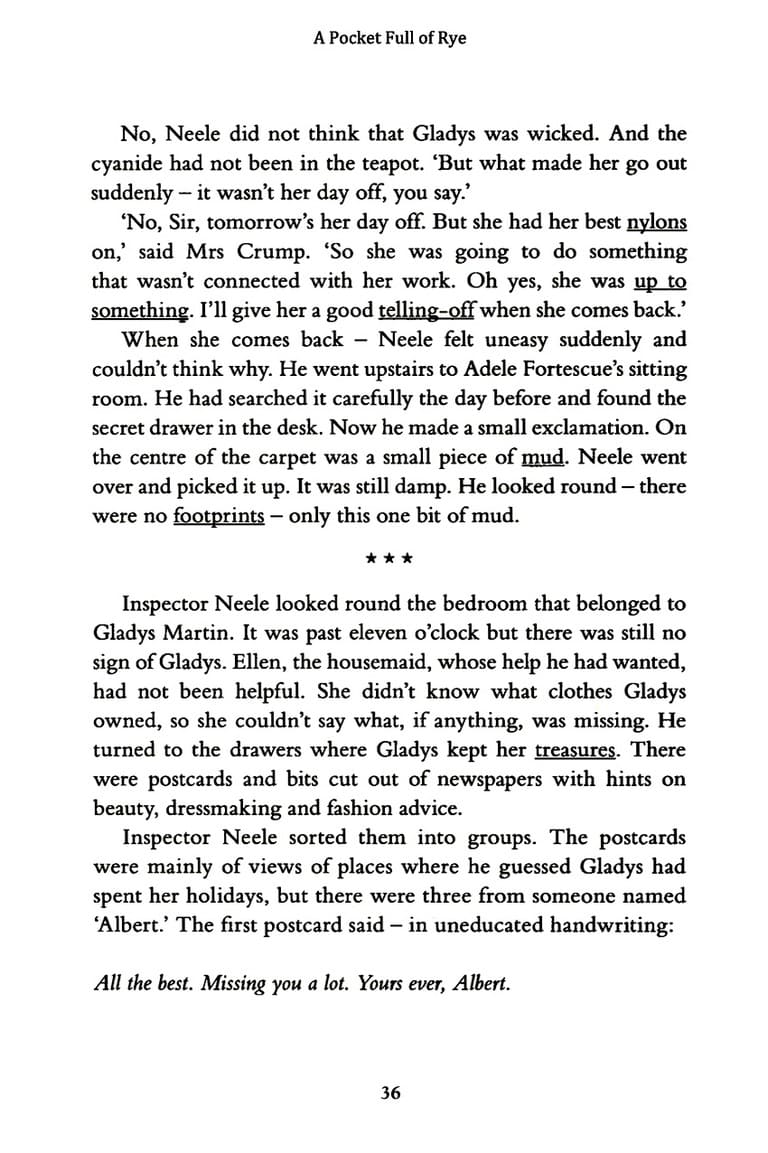 A Pocket Full of Rye
No, Neele did not think that Gladys was wicked. And the
cyanide had not been in the teapot. ‘But what made her go out
suddenly – it wasn’t her day off, you say.’
‘No, Sir, tomorrow’s her day off. But she had her best nylons
on,’ said Mrs Crump. ‘So she was going to do something
that wasn’t connected with her work. Oh yes, she was up to
something. I’ll give her a good telling-off when she comes back.’
When she comes back – Neele felt uneasy suddenly and
couldn’t think why. He went upstairs to Adele Fortescue’s sitting
room. He had searched it carefully the day before and found the
secret drawer in the desk. Now he made a small exclamation. On
the centre of the carpet was a small piece of mud. Neele went
over and picked it up. It was still damp. He looked round – there
were no footprints – only this one bit of mud.
★ ★ ★
Inspector Neele looked round the bedroom that belonged to
Gladys Martin. It was past eleven o’clock but there was still no
sign of Gladys. Ellen, the housemaid, whose help he had wanted,
had not been helpful. She didn’t know what clothes Gladys
owned, so she couldn’t say what, if anything, was missing. He
turned to the drawers where Gladys kept her treasures. There
were postcards and bits cut out of newspapers with hints on
beauty, dressmaking and fashion advice.
Inspector Neele sorted them into groups. The postcards
were mainly of views of places where he guessed Gladys had
spent her holidays, but there were three from someone named
‘Albert.’ The first postcard said – in uneducated handwriting:
All the best. Missing you a lot. Yours ever, Albert.
36